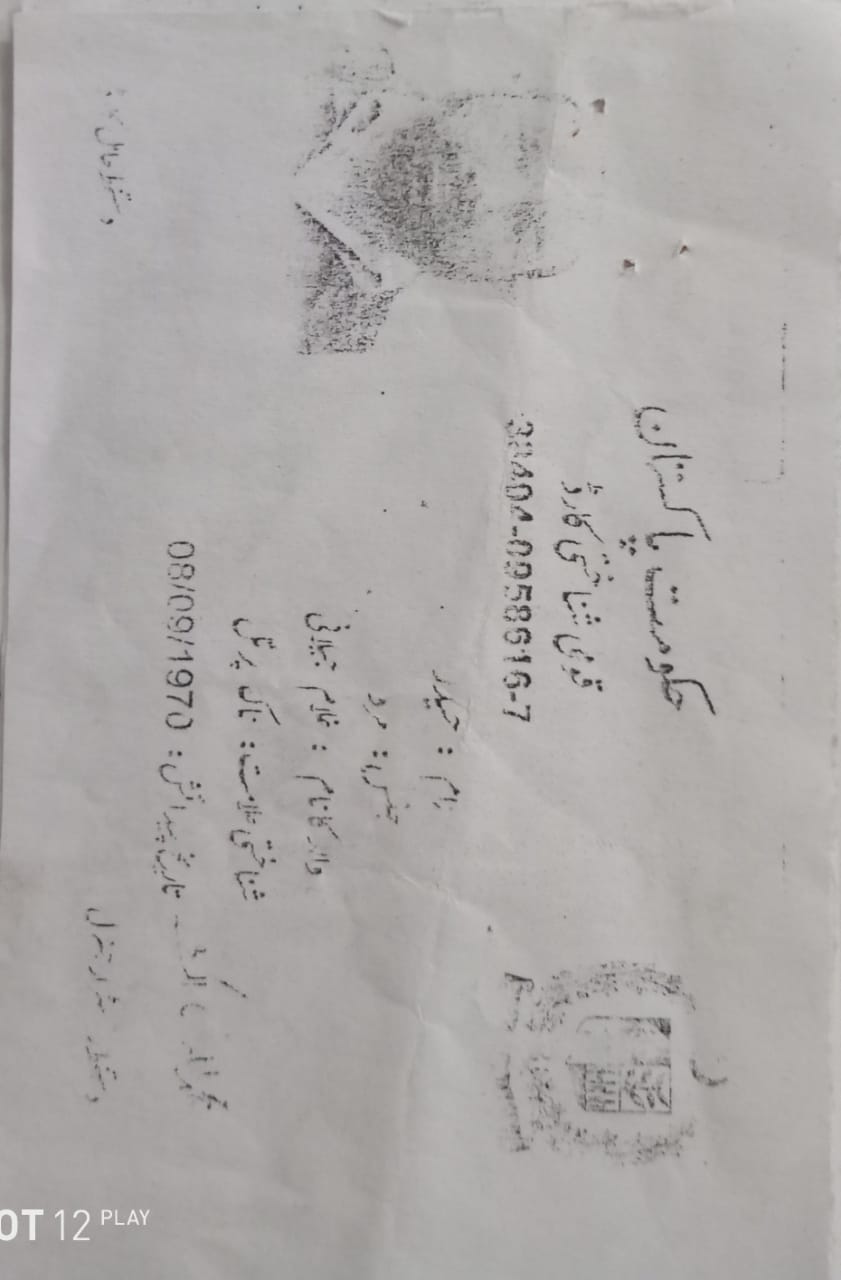 حکومت پاکستان
قومی شناختی کارڈ
38404-0958616-7
نام : حیدر
جنس: مرد
والد کا نام : غلام جیلانی
شناختی علامت: ناک پر تل
تاریخ پیدائش: 08/09/1970
دستخط حامل کارڈ
دستخط رجسٹرار جنرل
OT 12 PLAY